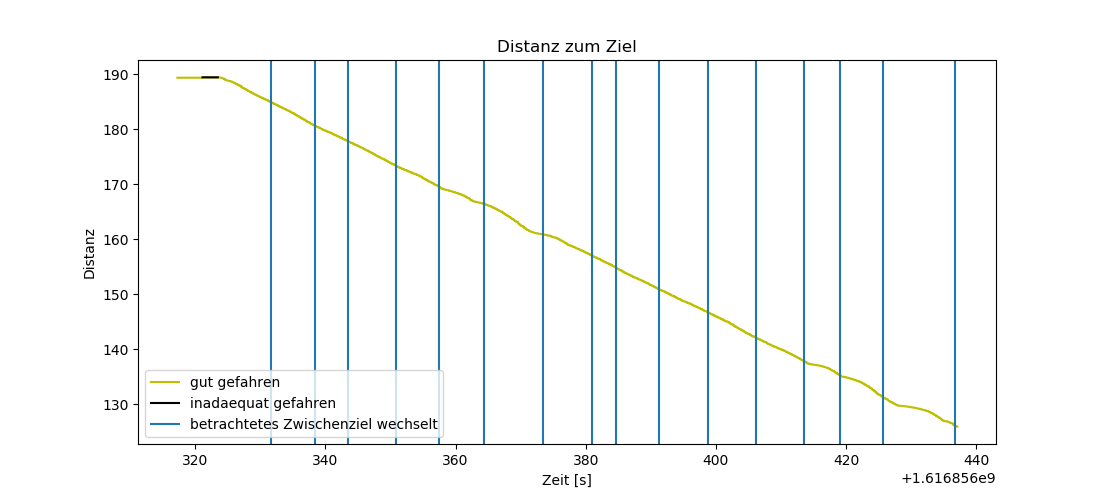 Distanz zum Ziel
Distanz
190
180
170
160
150
140
130
gut gefahren
inadaequat gefahren
betrachtetes Zwischenziel wechselt
320 340 360 380 400 420 440
Zeit [s]
+1.616856e9